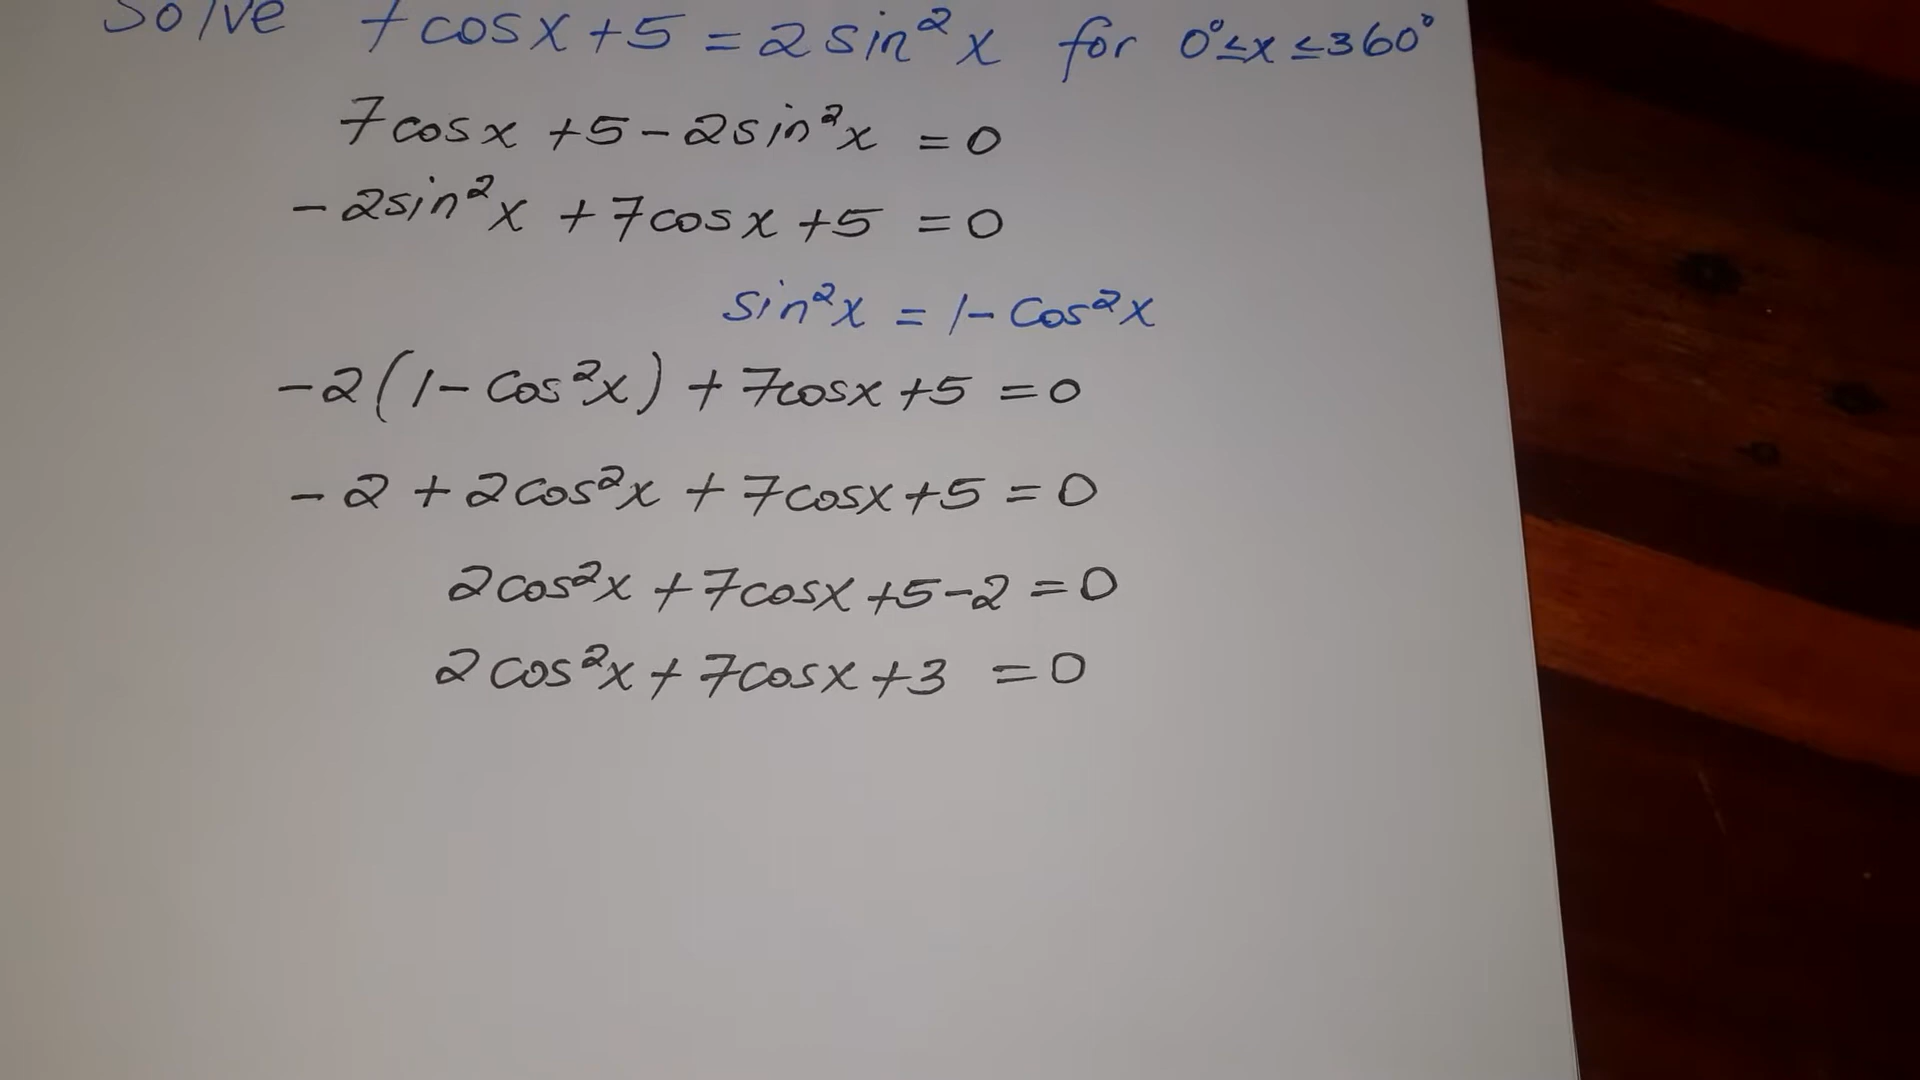 Solve 7cosx+5=2sin²x for 0°≤x≤360°
7cosx+5-2sin²x=0
-2sin²x+7cosx+5=0
sin²x=1-Cos²x
-2(1-Cos²x)+7cosx+5=0
-2+2cos²x+7cosx+5=0
2cos²x+7cosx+5-2=0
2cos²x+7cosx+3=0